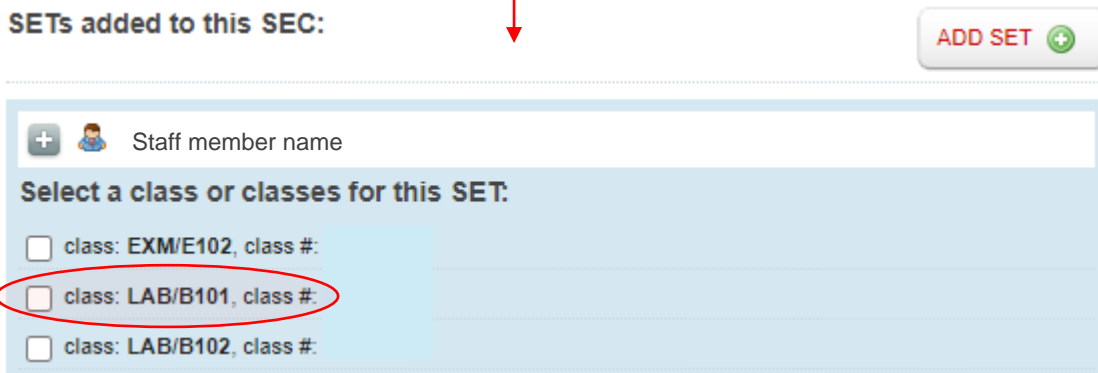 SETs added to this SEC:
ADD SET
Staff member name
Select a class or classes for this SET:
class: EXM/E102, class #:
class: LAB/B101, class #:
class: LAB/B102, class #: